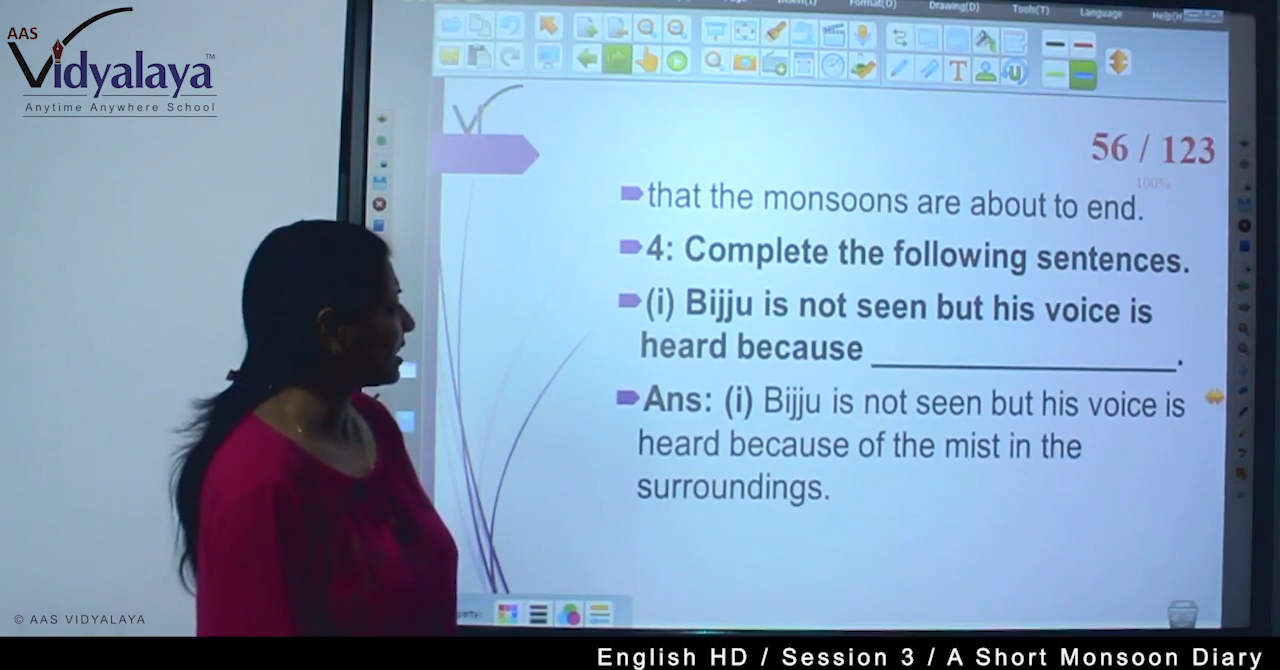 AAS
Vidyalaya™
Anytime Anywhere School
Format(O) Drawing(D) Tools(T) Language
56 / 123
100%
that the monsoons are about to end.
4: Complete the following sentences.
(i) Bijju is not seen but his voice is
heard because ____________________.
Ans: (i) Bijju is not seen but his voice is
heard because of the mist in the
surroundings.
© AAS VIDYALAYA
English HD / Session 3 / A Short Monsoon Diary